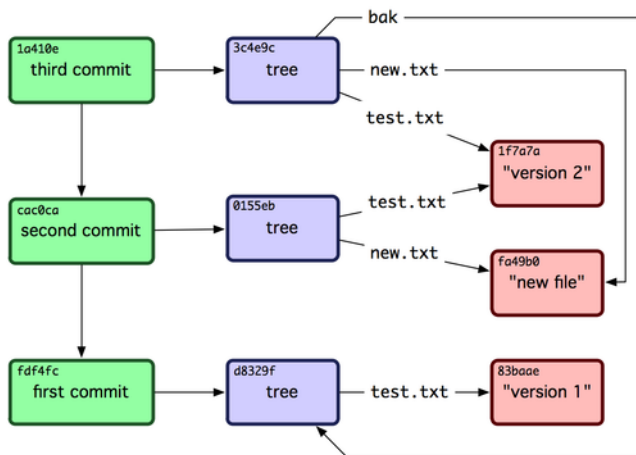 bak
1a410e
third commit
3c4e9c
tree
new.txt
test.txt
1f7a7a
"version 2"
cac0ca
second commit
0155eb
tree
test.txt
new.txt
fa49b0
"new file"
fdf4fc
first commit
d8329f
tree
test.txt
83baae
"version 1"